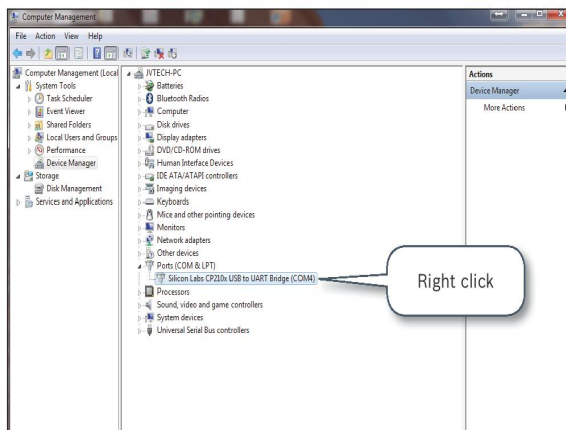 Computer Management
File Action View Help
Computer Management (Local
System Tools
Task Scheduler
Event Viewer
Shared Folders
Local Users and Groups
Performance
Device Manager
Storage
Disk Management
Services and Applications
JVTECH-PC
Batteries
Bluetooth Radios
Computer
Disk drives
Display adapters
DVD/CD-ROM drives
Human Interface Devices
IDE ATA/ATAPI controllers
Imaging devices
Keyboards
Mice and other pointing devices
Monitors
Network adapters
Other devices
Ports (COM & LPT)
Silicon Labs CP210x USB to UART Bridge (COM4)
Processors
Sound, video and game controllers
System devices
Universal Serial Bus controllers
Right click
Actions
Device Manager
More Actions